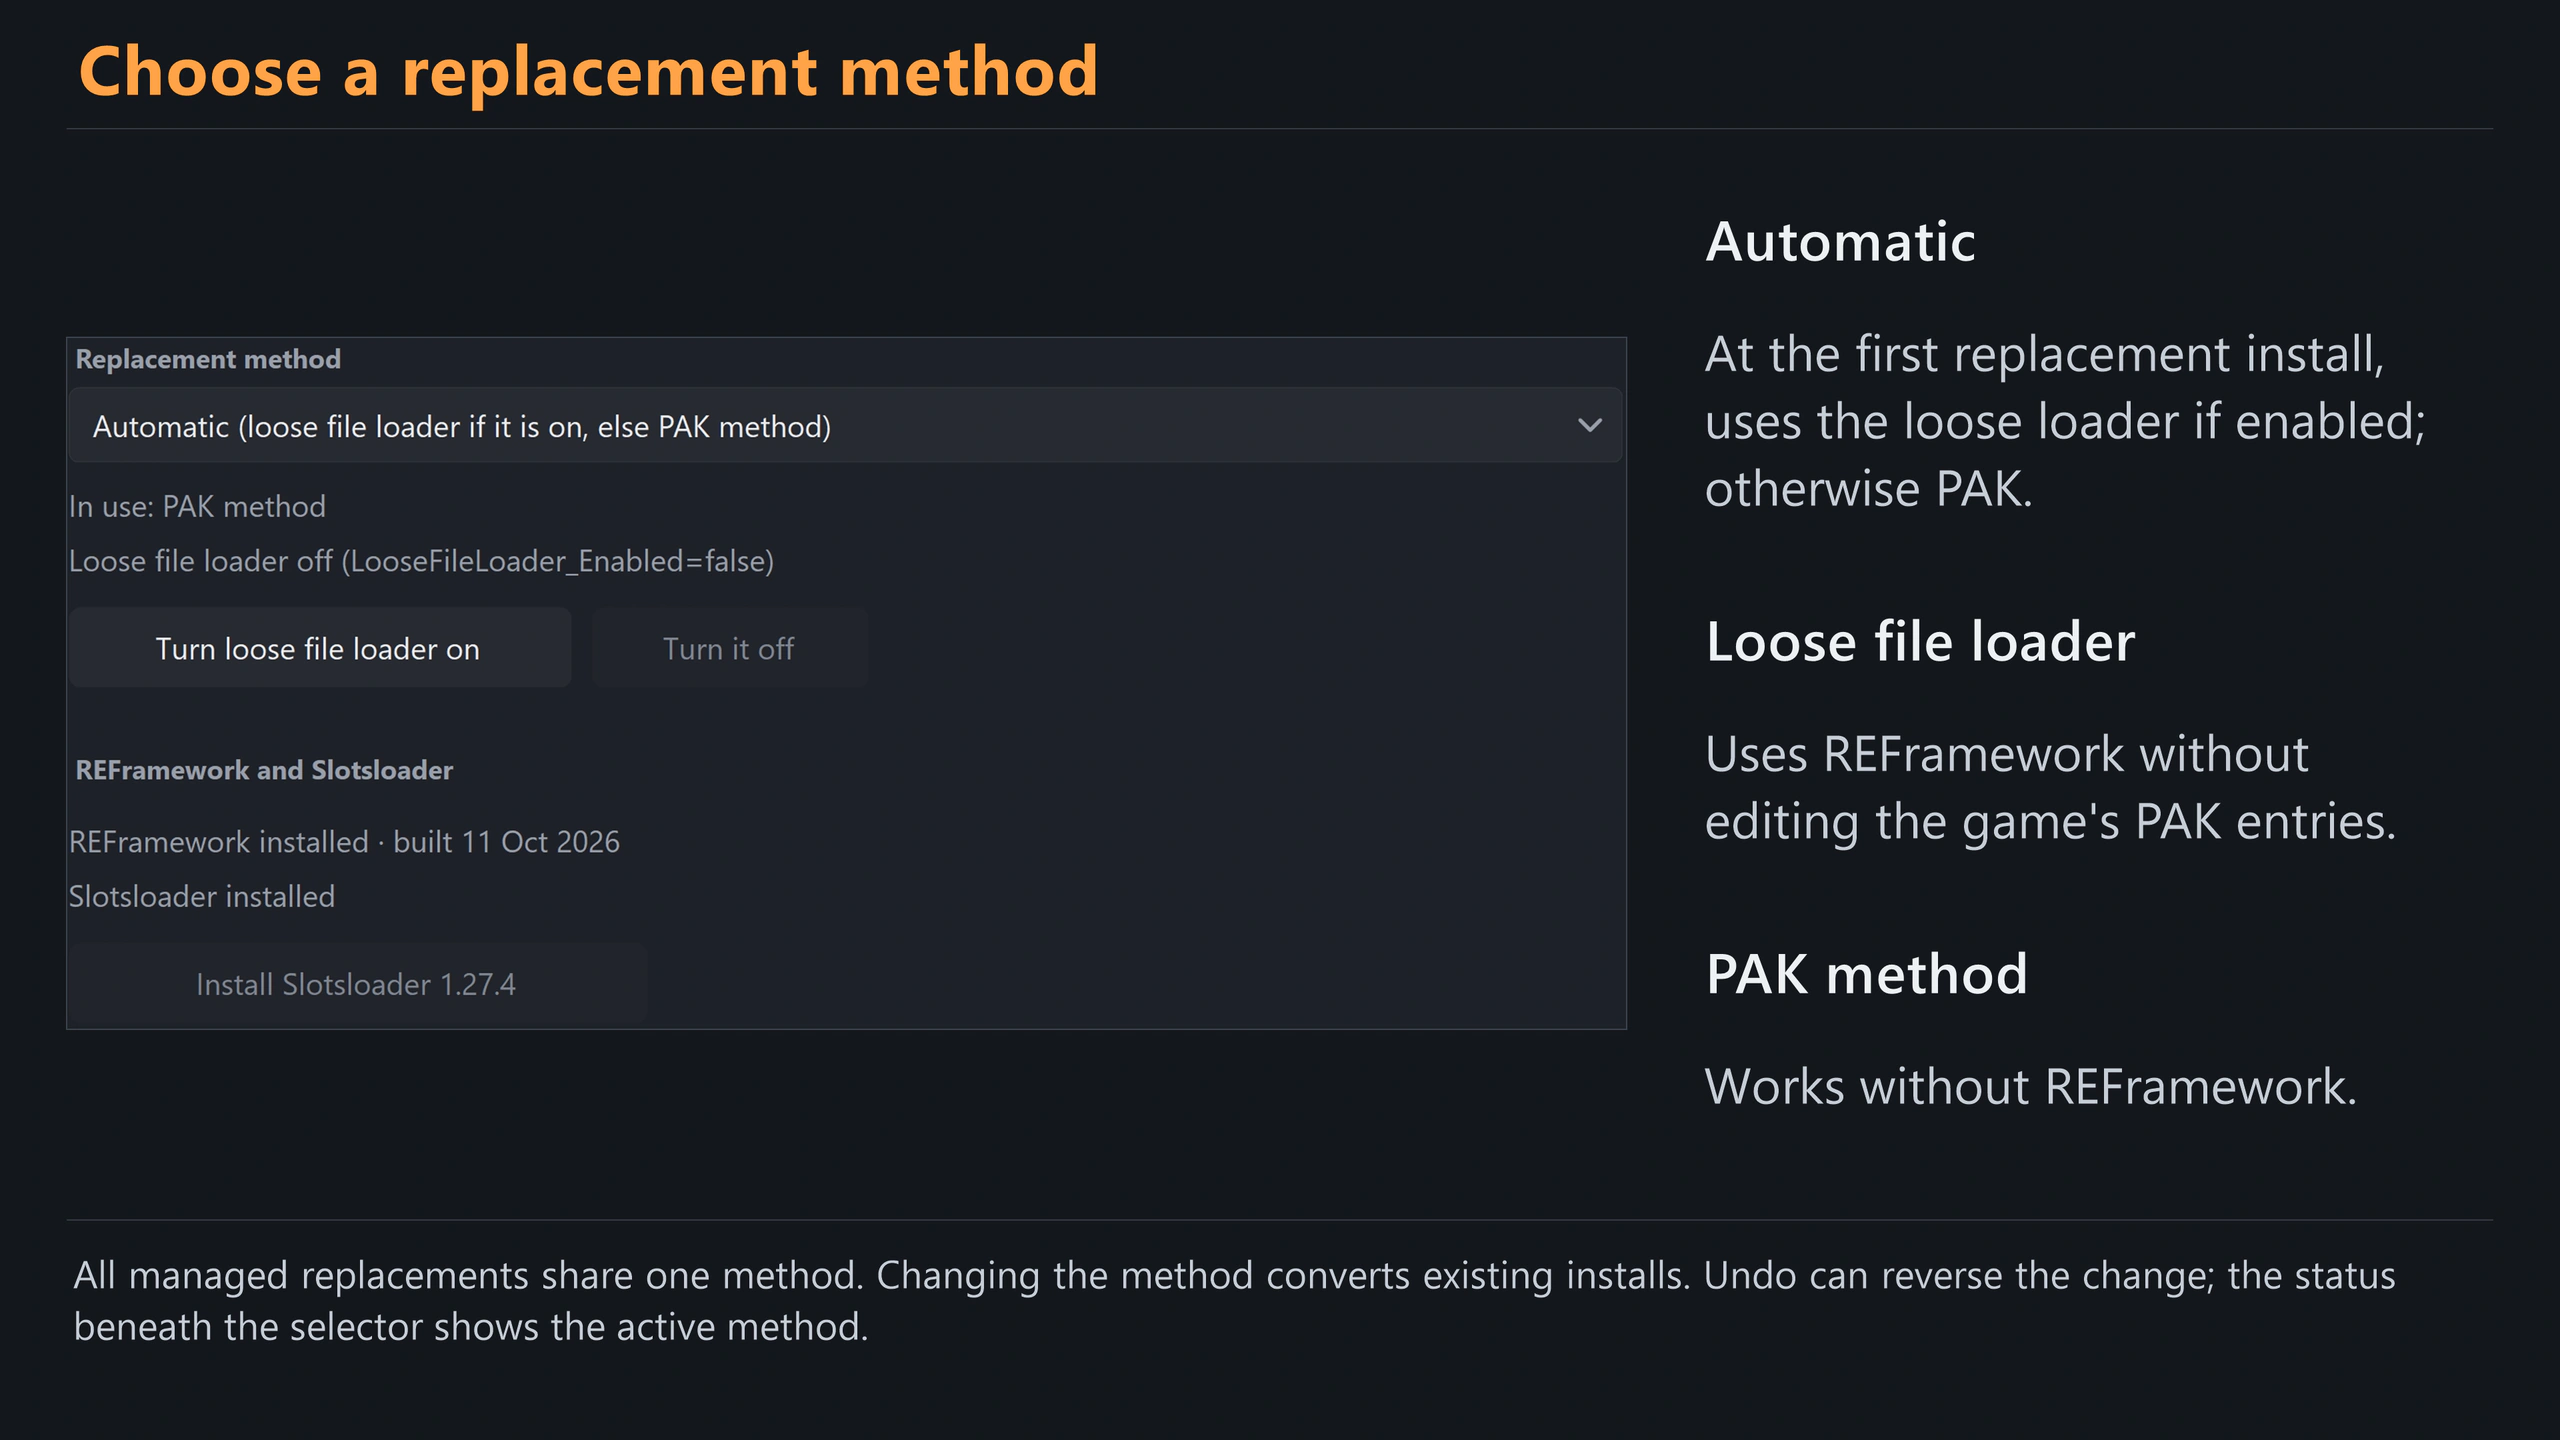 Choose a replacement method
Replacement method
Automatic (loose file loader if it is on, else PAK method)
In use: PAK method
Loose file loader off (LooseFileLoader_Enabled=false)
Turn loose file loader on
Turn it off
REFramework and Slotsloader
REFramework installed · built 11 Oct 2026
Slotsloader installed
Install Slotsloader 1.27.4
Automatic
At the first replacement install,
uses the loose loader if enabled;
otherwise PAK.
Loose file loader
Uses REFramework without
editing the game's PAK entries.
PAK method
Works without REFramework.
All managed replacements share one method. Changing the method converts existing installs. Undo can reverse the change; the status
beneath the selector shows the active method.